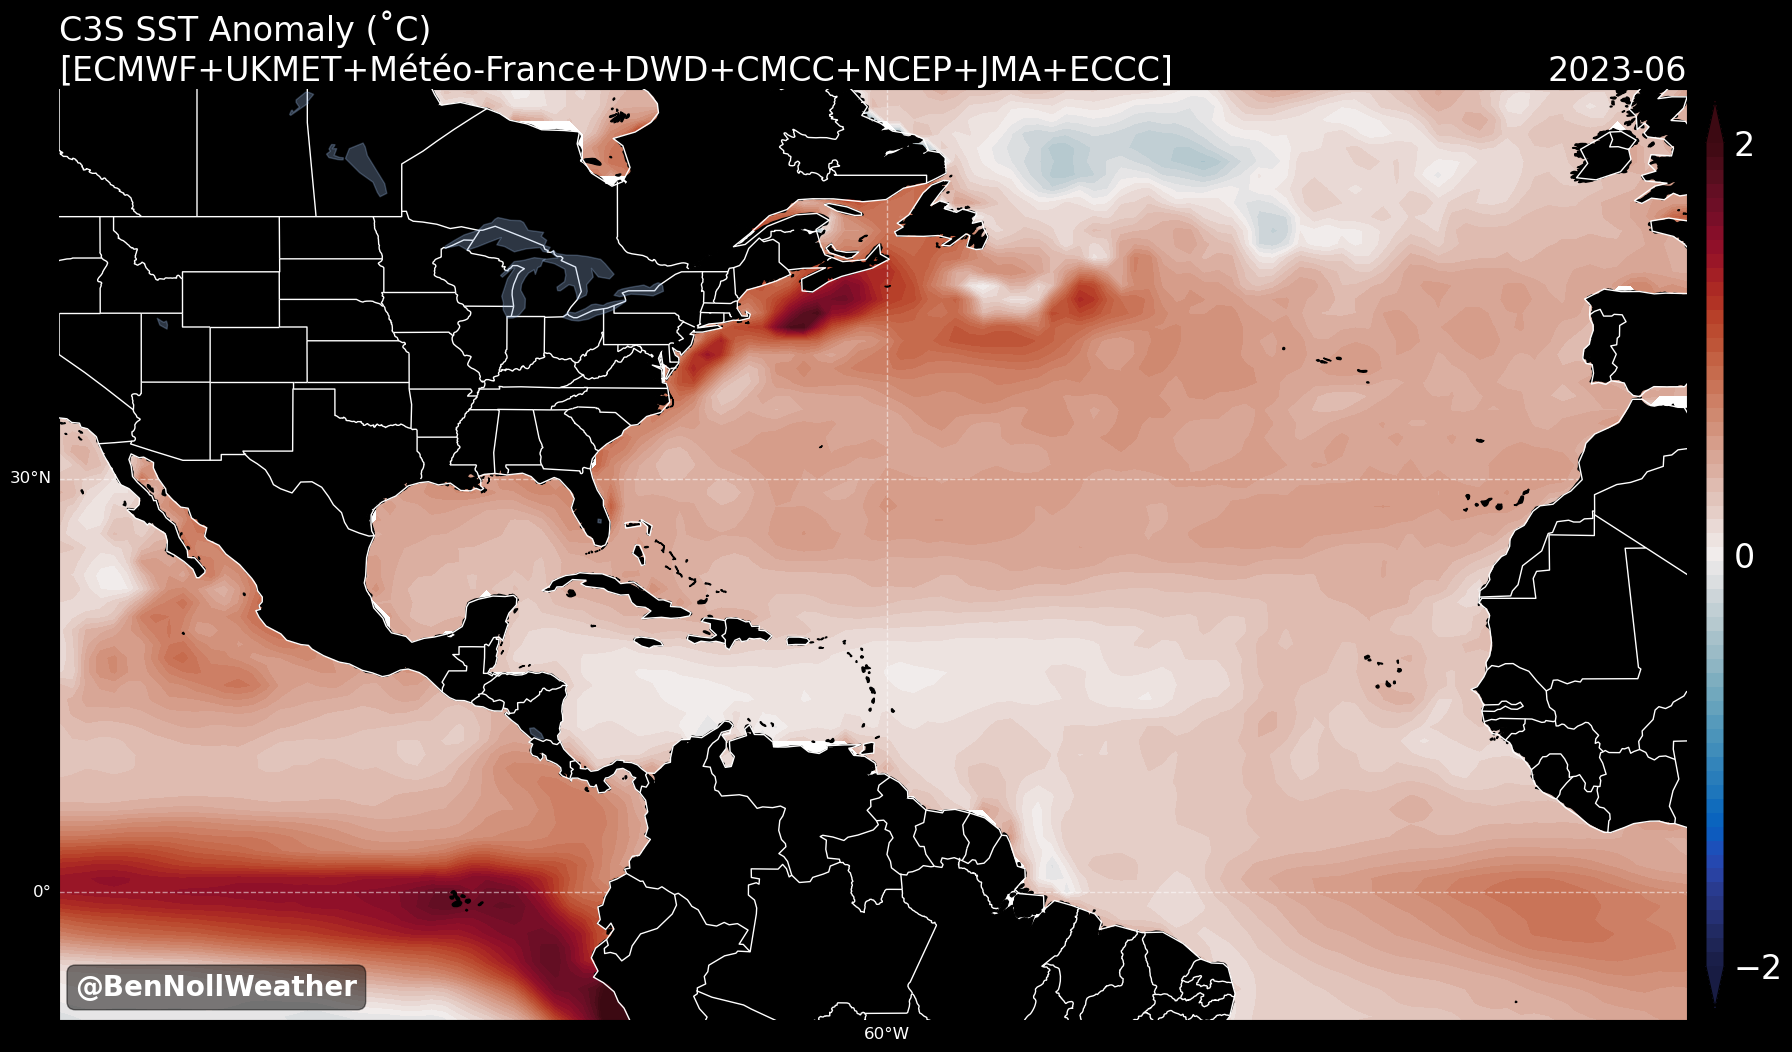 C3S SST Anomaly (˚C)
[ECMWF+UKMET+Météo-France+DWD+CMCC+NCEP+JMA+ECCC]
2023-06
2
0
−2
30°N
0°
60°W
@BenNollWeather